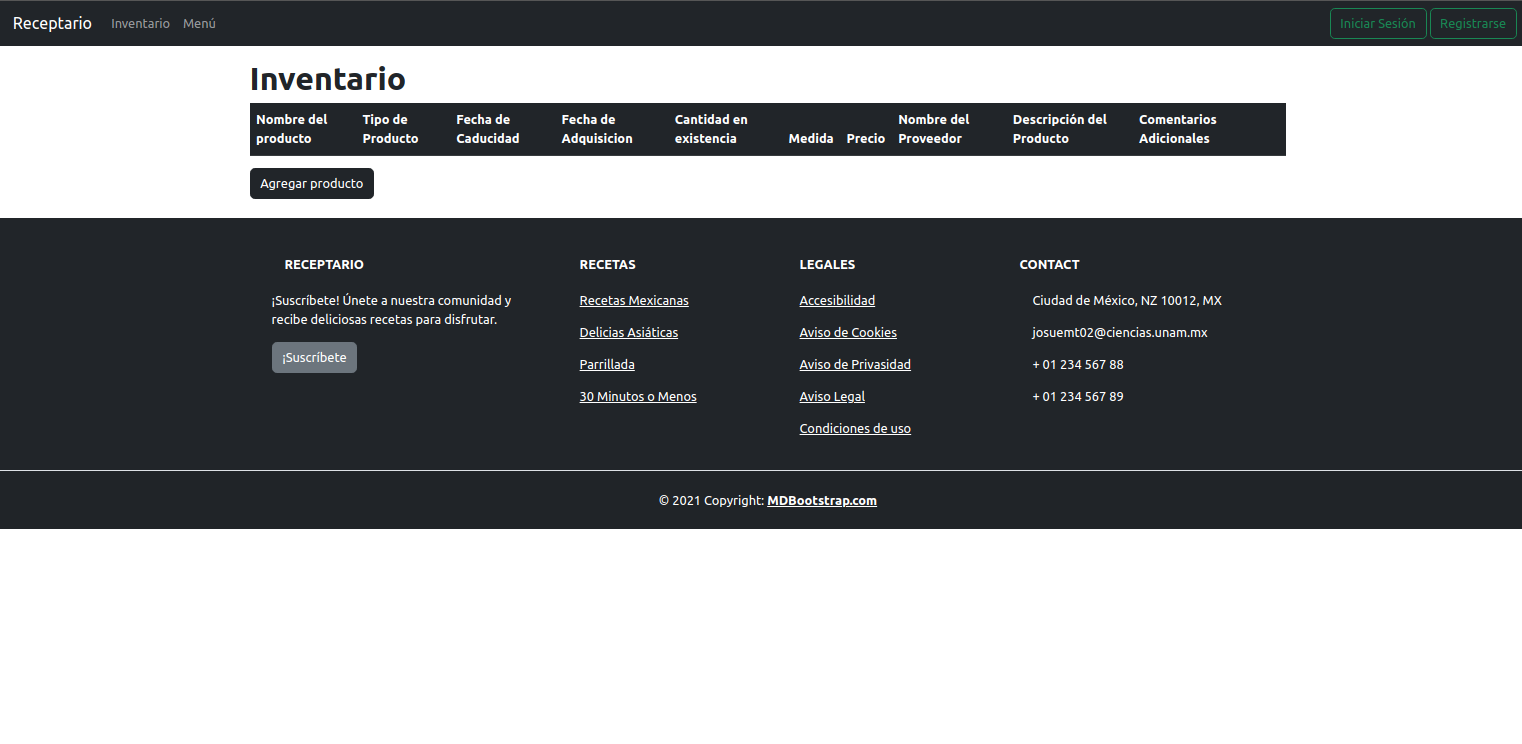 Receptario Inventario Menú Iniciar Sesión Registrarse
Inventario
Nombre del producto Tipo de Producto Fecha de Caducidad Fecha de Adquisicion Cantidad en existencia Medida Precio Nombre del Proveedor Descripción del Producto Comentarios Adicionales
Agregar producto
RECEPTARIO
¡Suscríbete! Únete a nuestra comunidad y
recibe deliciosas recetas para disfrutar.
¡Suscríbete
RECETAS
Recetas Mexicanas
Delicias Asiáticas
Parrillada
30 Minutos o Menos
LEGALES
Accesibilidad
Aviso de Cookies
Aviso de Privasidad
Aviso Legal
Condiciones de uso
CONTACT
Ciudad de México, NZ 10012, MX
josuemt02@ciencias.unam.mx
+ 01 234 567 88
+ 01 234 567 89
© 2021 Copyright: MDBootstrap.com